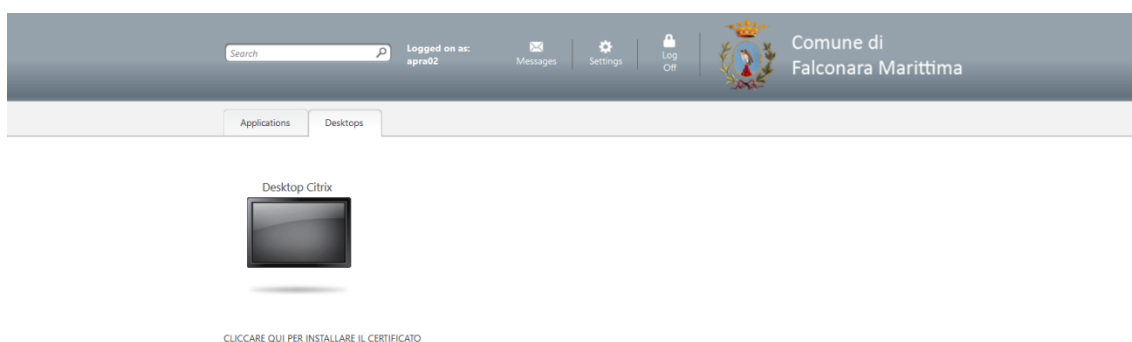 Search
Logged on as:
apra02
Messages
Settings
Log
Off
Comune di
Falconara Marittima
Applications
Desktops
Desktop Citrix
CLICCARE QUI PER INSTALLARE IL CERTIFICATO